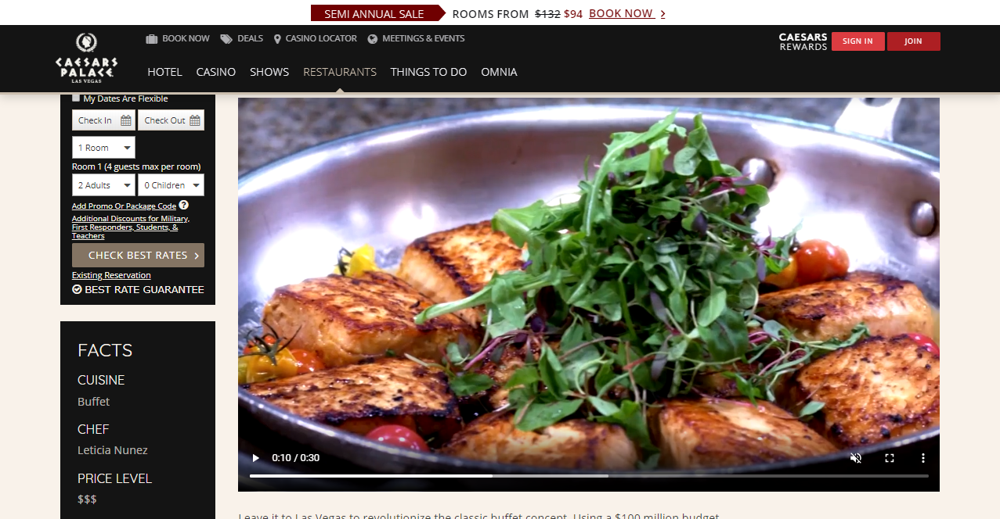 SEMI ANNUAL SALE ROOMS FROM $132 $94 BOOK NOW >
CAESARS PALACE LAS VEGAS
BOOK NOW DEALS CASINO LOCATOR MEETINGS & EVENTS
CAESARS REWARDS
SIGN IN JOIN
HOTEL CASINO SHOWS RESTAURANTS THINGS TO DO OMNIA
My Dates Are Flexible
Check In Check Out
1 Room
Room 1 (4 guests max per room)
2 Adults 0 Children
Add Promo Or Package Code ?
Additional Discounts for Military,
First Responders, Students, &
Teachers
CHECK BEST RATES >
Existing Reservation
BEST RATE GUARANTEE
FACTS
CUISINE
Buffet
CHEF
Leticia Nunez
PRICE LEVEL
$$$
0:10 / 0:30
Leave it to Las Vegas to revolutionize the classic buffet concept. Using a $100 million budget